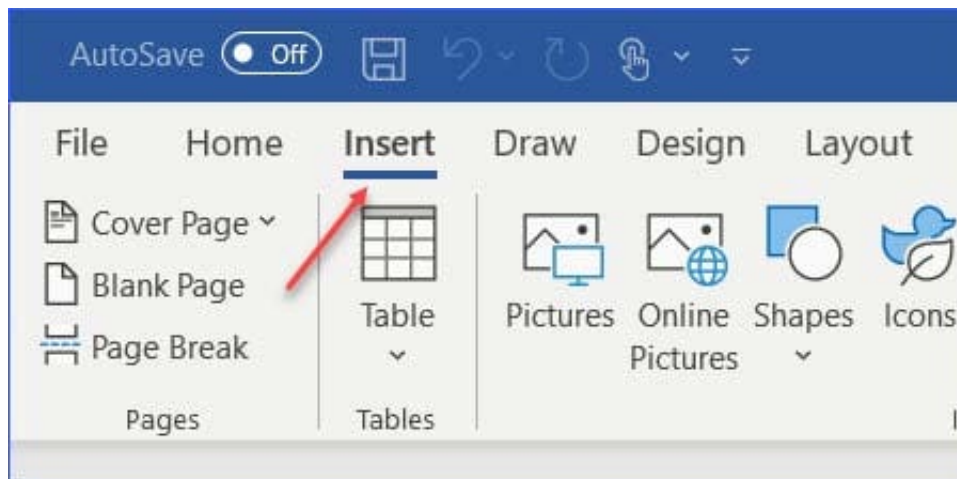 AutoSave Off
File Home Insert Draw Design Layout
Cover Page
Blank Page
Page Break
Pages
Table
Tables
Pictures
Online
Pictures
Shapes
Icons